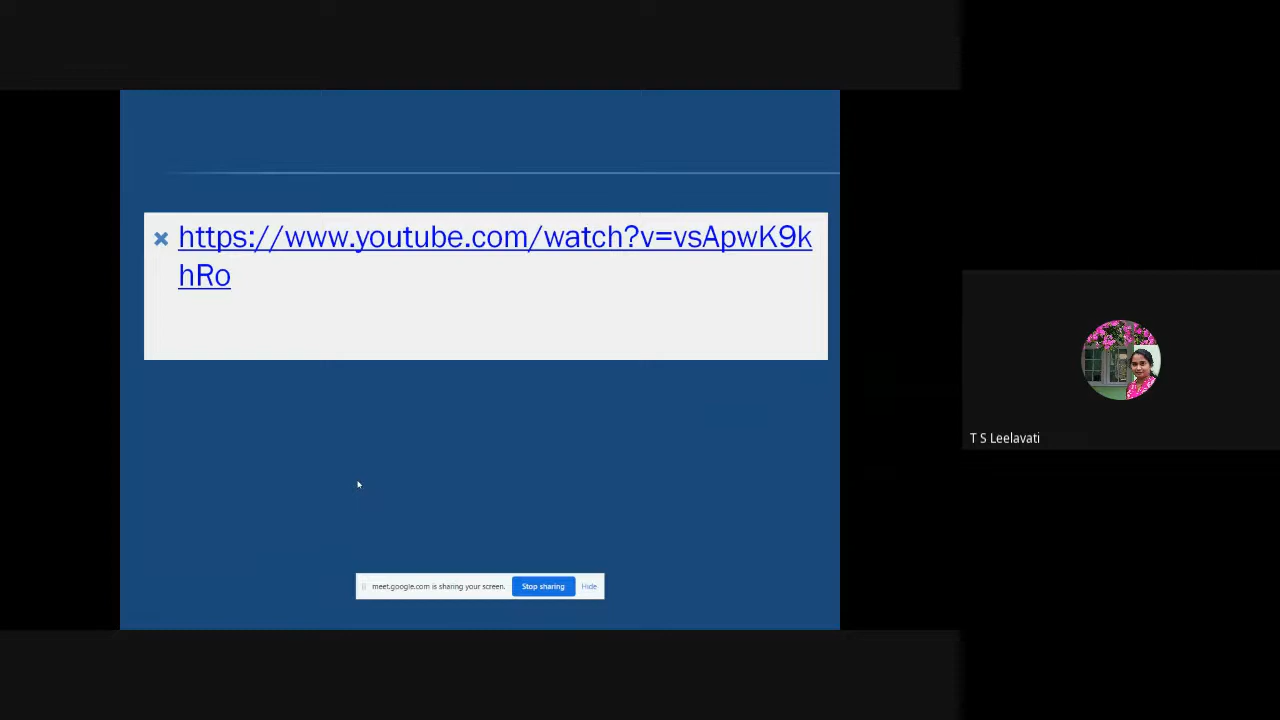 https://www.youtube.com/watch?v=vsApwK9k
hRo
T S Leelavati
meet.google.com is sharing your screen. Stop sharing Hide